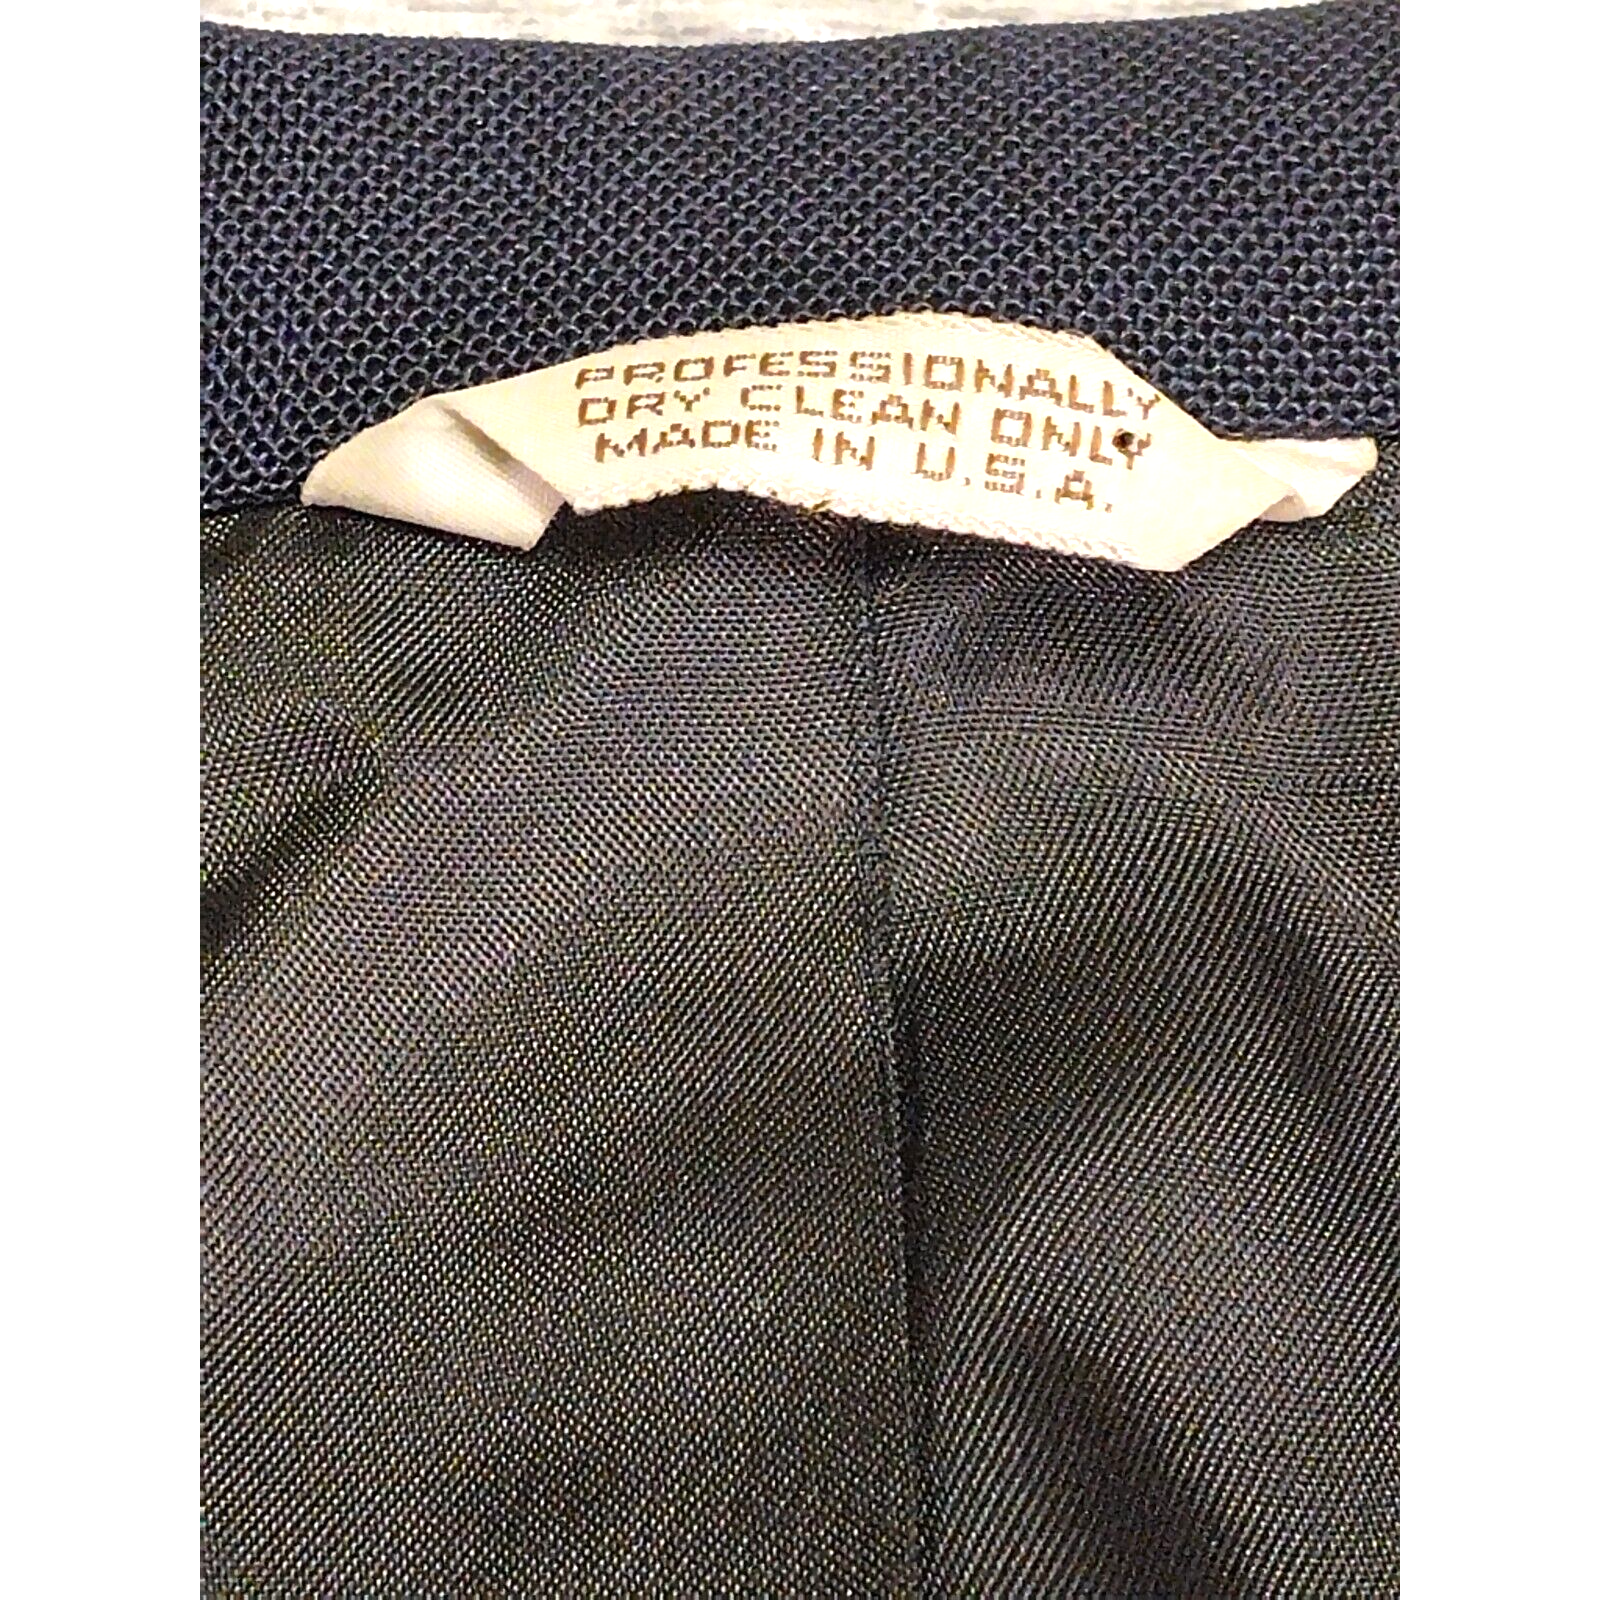 PROFESSIONALLY
DRY CLEAN ONLY
MADE IN U.S.A.